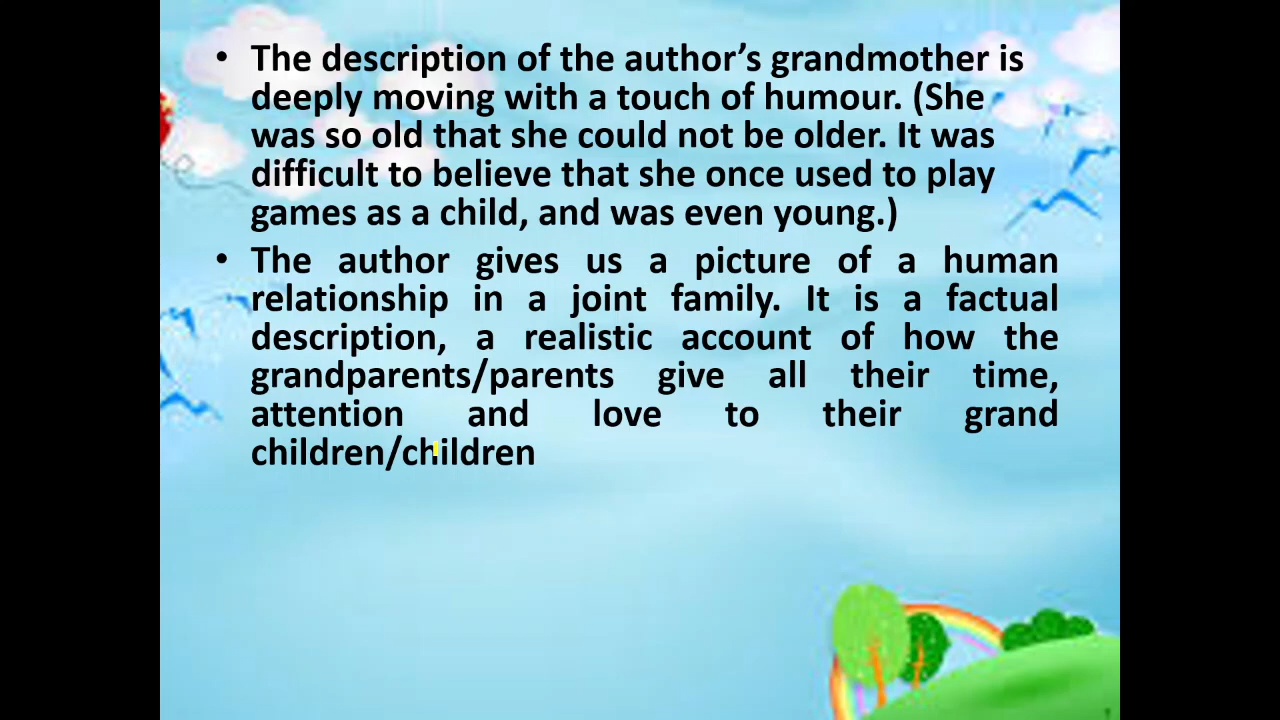 • The description of the author’s grandmother is
deeply moving with a touch of humour. (She
was so old that she could not be older. It was
difficult to believe that she once used to play
games as a child, and was even young.)
• The author gives us a picture of a human
relationship in a joint family. It is a factual
description, a realistic account of how the
grandparents/parents give all their time,
attention and love to their grand
children/children